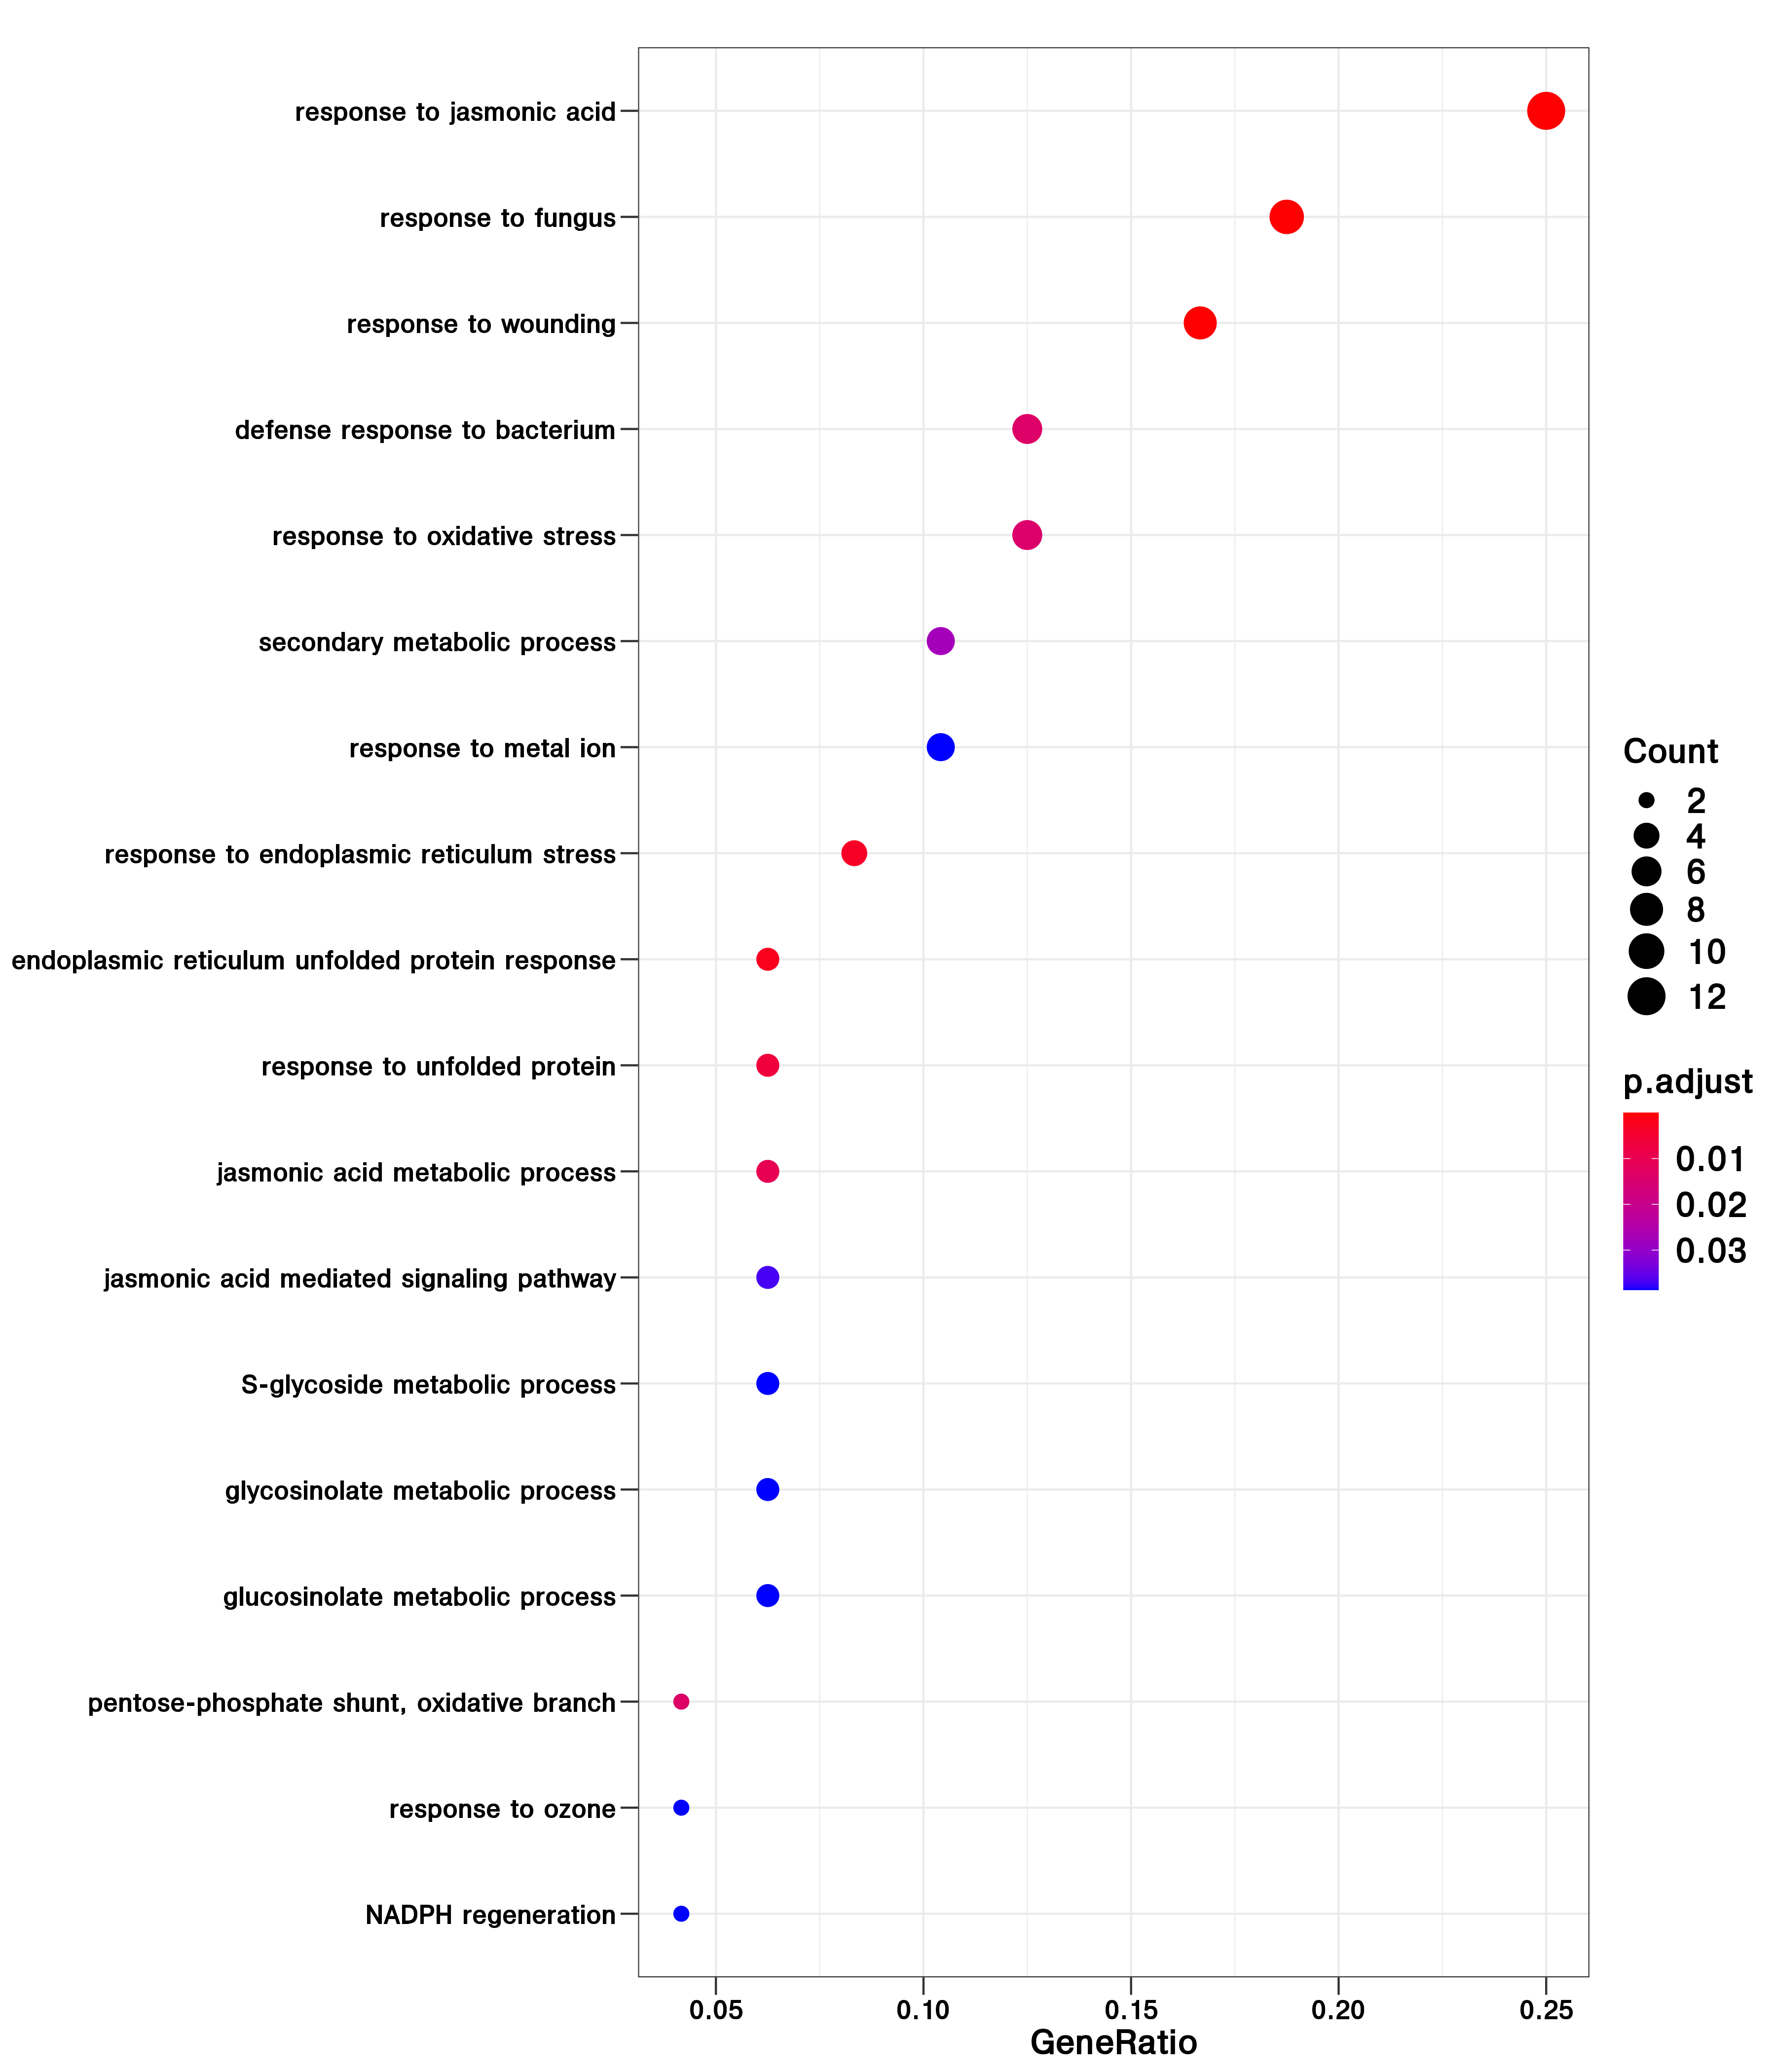 response to jasmonic acid
response to fungus
response to wounding
defense response to bacterium
response to oxidative stress
secondary metabolic process
response to metal ion
response to endoplasmic reticulum stress
endoplasmic reticulum unfolded protein response
response to unfolded protein
jasmonic acid metabolic process
jasmonic acid mediated signaling pathway
S-glycoside metabolic process
glycosinolate metabolic process
glucosinolate metabolic process
pentose-phosphate shunt, oxidative branch
response to ozone
NADPH regeneration
0.05 0.10 0.15 0.20 0.25
GeneRatio
Count
2
4
6
8
10
12
p.adjust
0.01
0.02
0.03